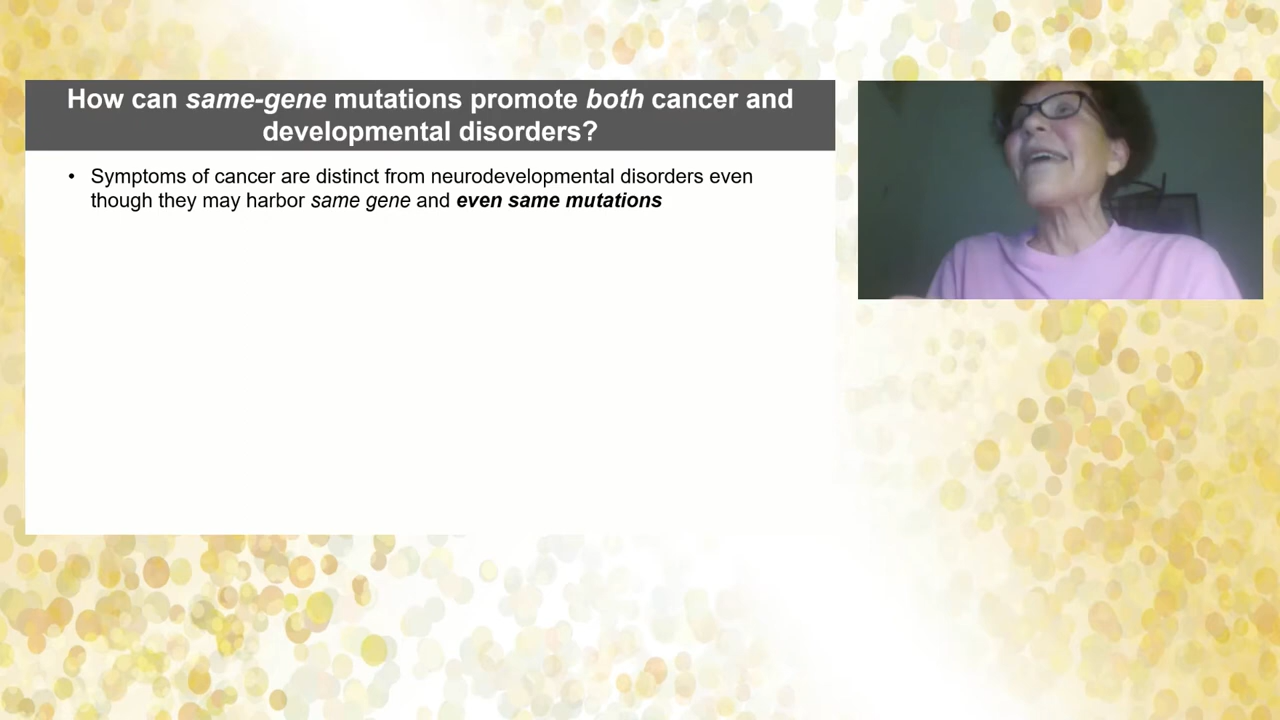 How can same-gene mutations promote both cancer and
developmental disorders?
• Symptoms of cancer are distinct from neurodevelopmental disorders even
though they may harbor same gene and even same mutations